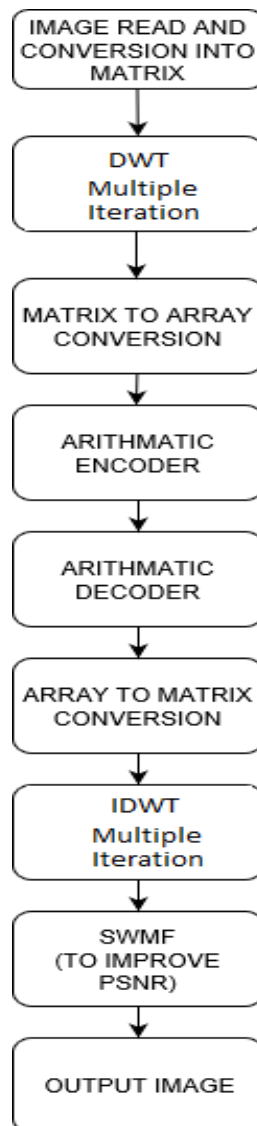 IMAGE READ AND
CONVERSION INTO
MATRIX
DWT
Multiple
Iteration
MATRIX TO ARRAY
CONVERSION
ARITHMATIC
ENCODER
ARITHMATIC
DECODER
ARRAY TO MATRIX
CONVERSION
IDWT
Multiple
Iteration
SWMF
(TO IMPROVE
PSNR)
OUTPUT IMAGE